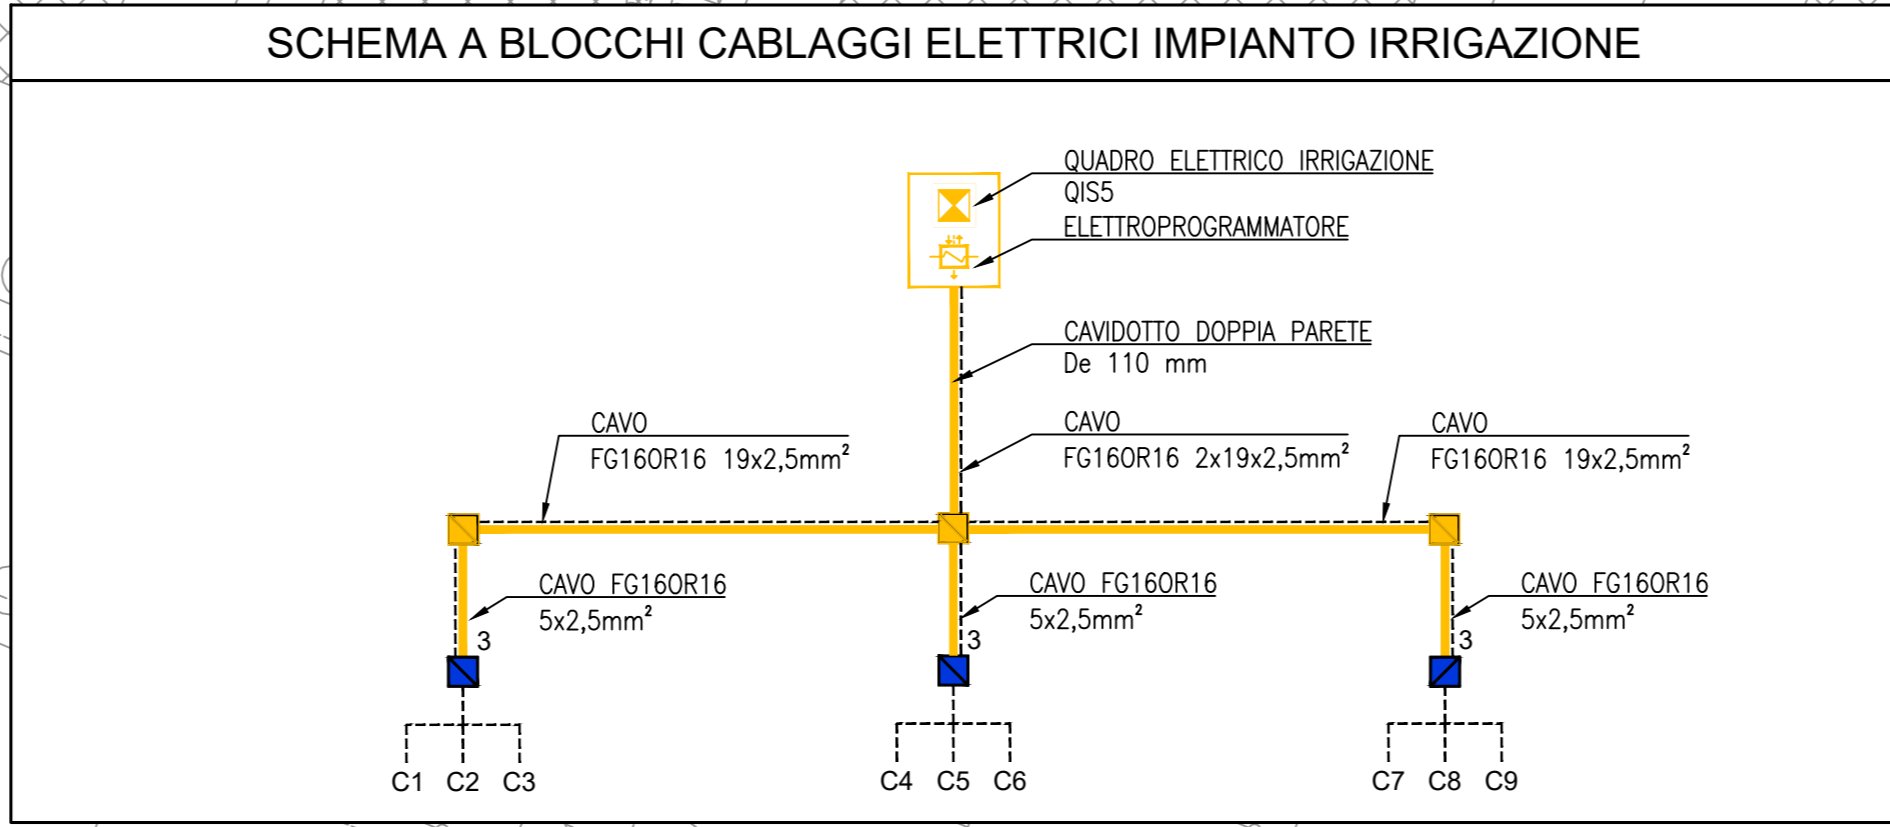 SCHEMA A BLOCCHI CABLAGGI ELETTRICI IMPIANTO IRRIGAZIONE
QUADRO ELETTRICO IRRIGAZIONE
QIS5
ELETTROPROGRAMMATORE
CAVIDOTTO DOPPIA PARETE
De 110 mm
CAVO
FG16OR16 19x2,5mm²
CAVO
FG16OR16 2x19x2,5mm²
CAVO
FG16OR16 19x2,5mm²
CAVO FG16OR16
5x2,5mm²
3
CAVO FG16OR16
5x2,5mm²
3
CAVO FG16OR16
5x2,5mm²
3
C1 C2 C3
C4 C5 C6
C7 C8 C9